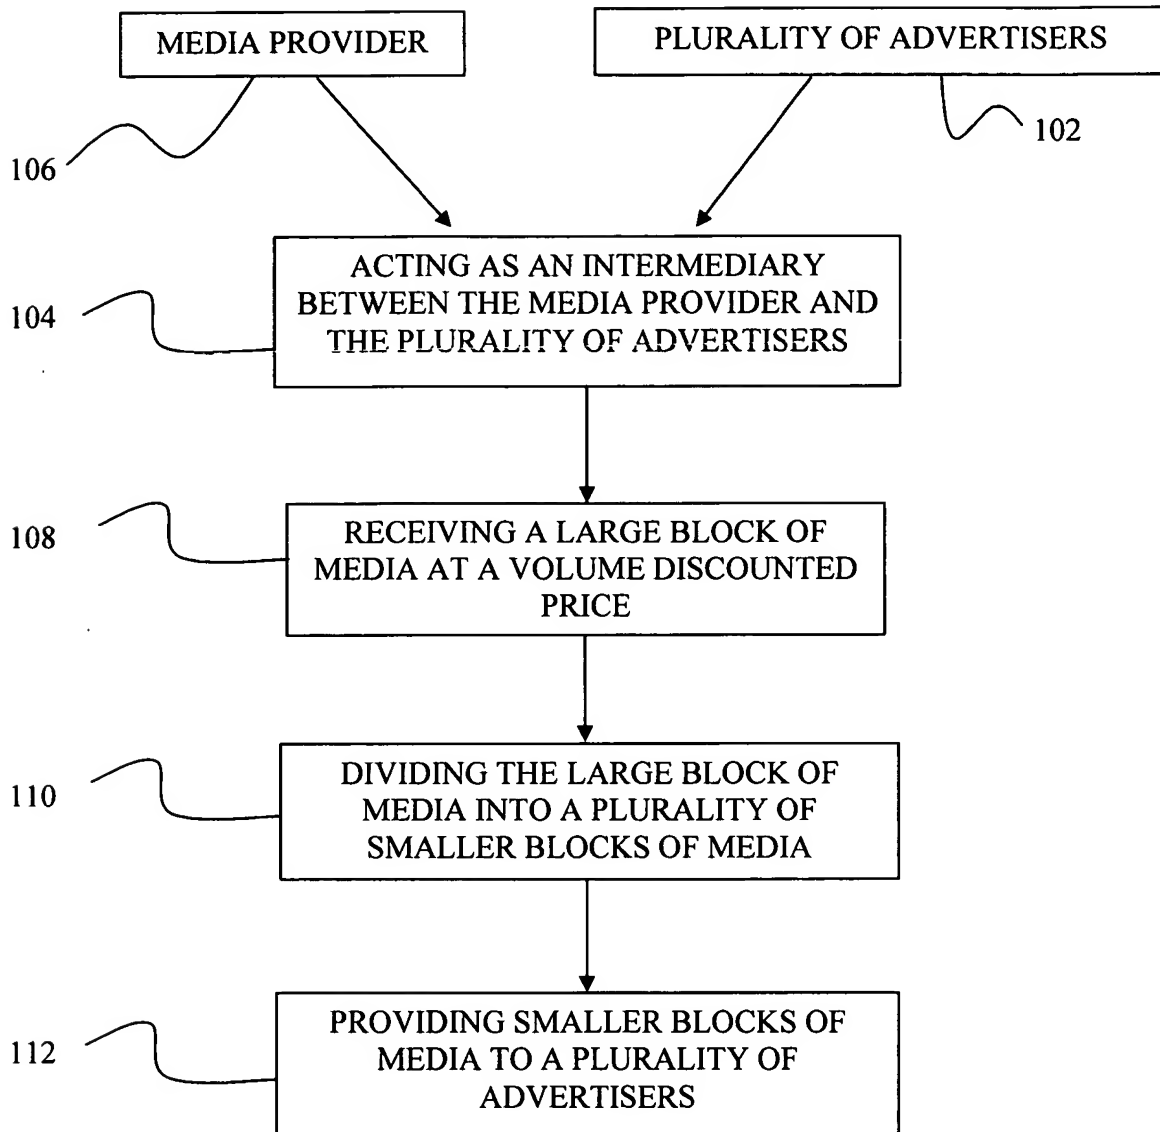 MEDIA PROVIDER
PLURALITY OF ADVERTISERS
106
102
104
ACTING AS AN INTERMEDIARY
BETWEEN THE MEDIA PROVIDER AND
THE PLURALITY OF ADVERTISERS
108
RECEIVING A LARGE BLOCK OF
MEDIA AT A VOLUME DISCOUNTED
PRICE
110
DIVIDING THE LARGE BLOCK OF
MEDIA INTO A PLURALITY OF
SMALLER BLOCKS OF MEDIA
112
PROVIDING SMALLER BLOCKS OF
MEDIA TO A PLURALITY OF
ADVERTISERS